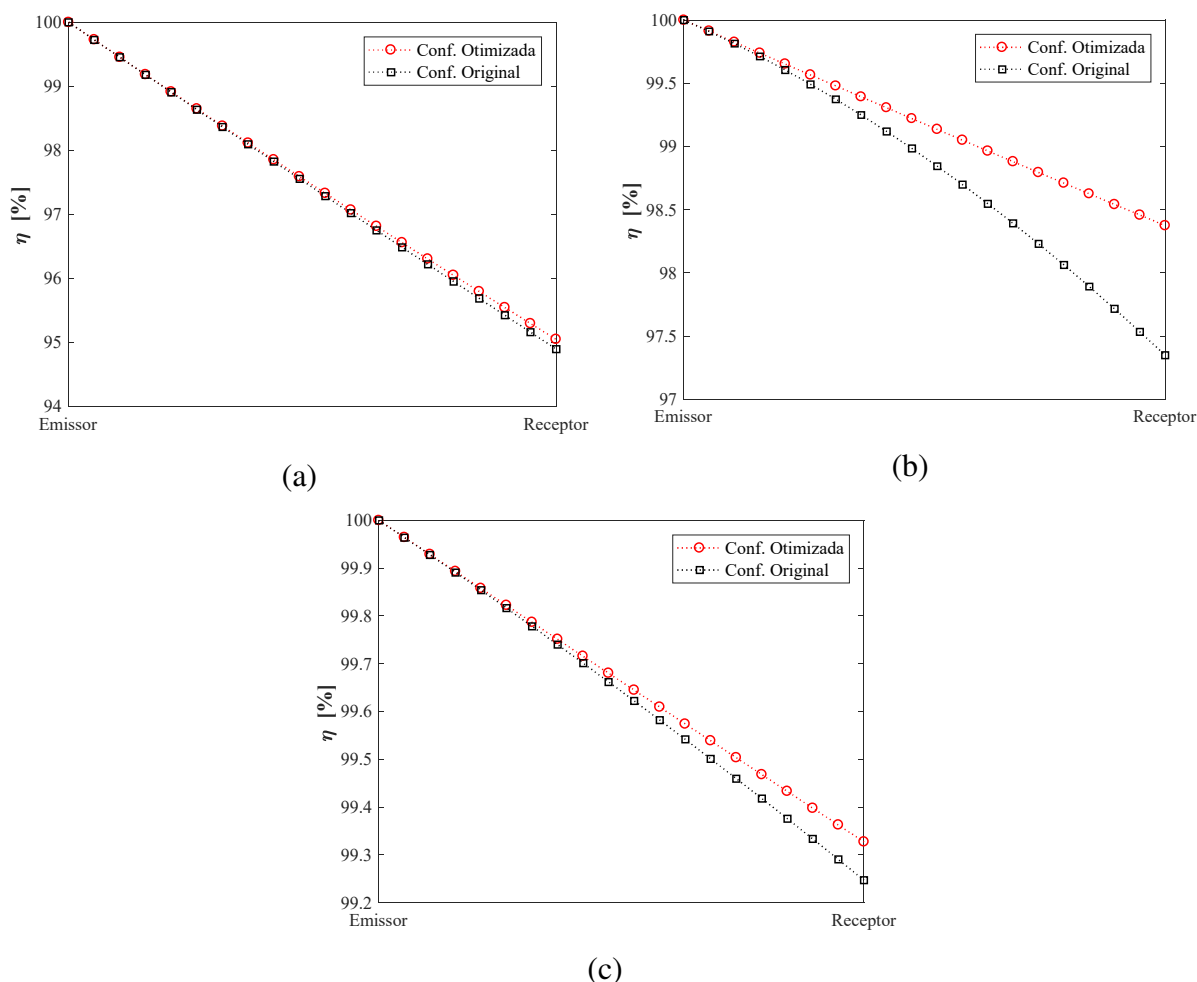 100
99
98
97
96
95
94
η [%]
Conf. Otimizada
Conf. Original
Emissor
Receptor
(a)
100
99.5
99
98.5
98
97.5
97
η [%]
Conf. Otimizada
Conf. Original
Emissor
Receptor
(b)
100
99.9
99.8
99.7
99.6
99.5
99.4
99.3
99.2
η [%]
Conf. Otimizada
Conf. Original
Emissor
Receptor
(c)